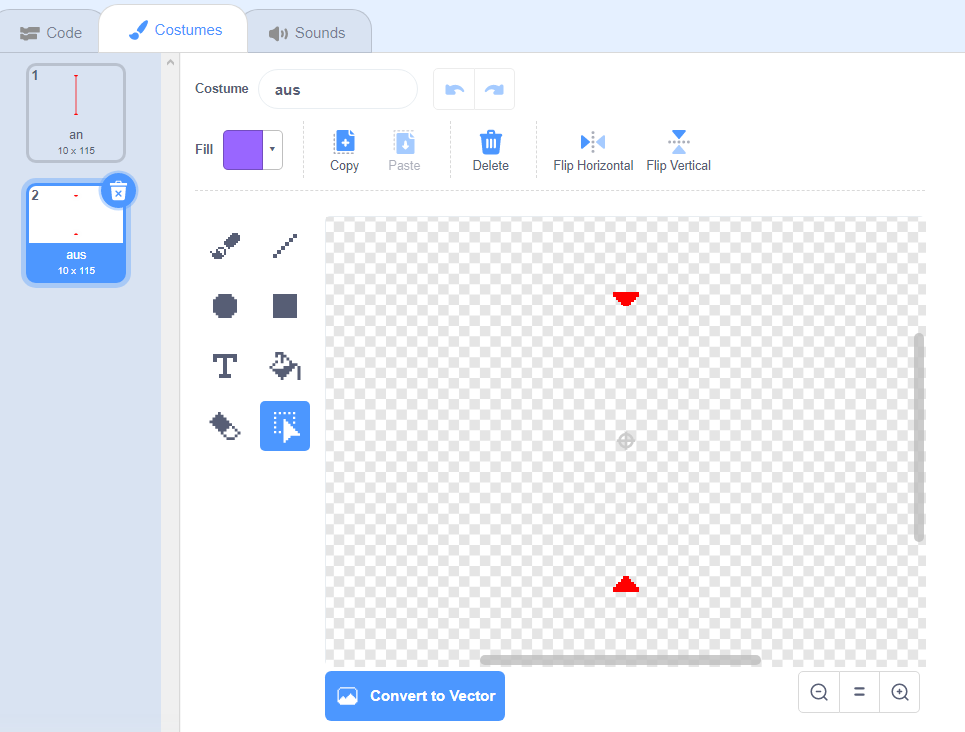 Code
Costumes
Sounds
1
an
10 x 115
2
aus
10 x 115
Costume
aus
Fill
Copy
Paste
Delete
Flip Horizontal
Flip Vertical
T
Convert to Vector